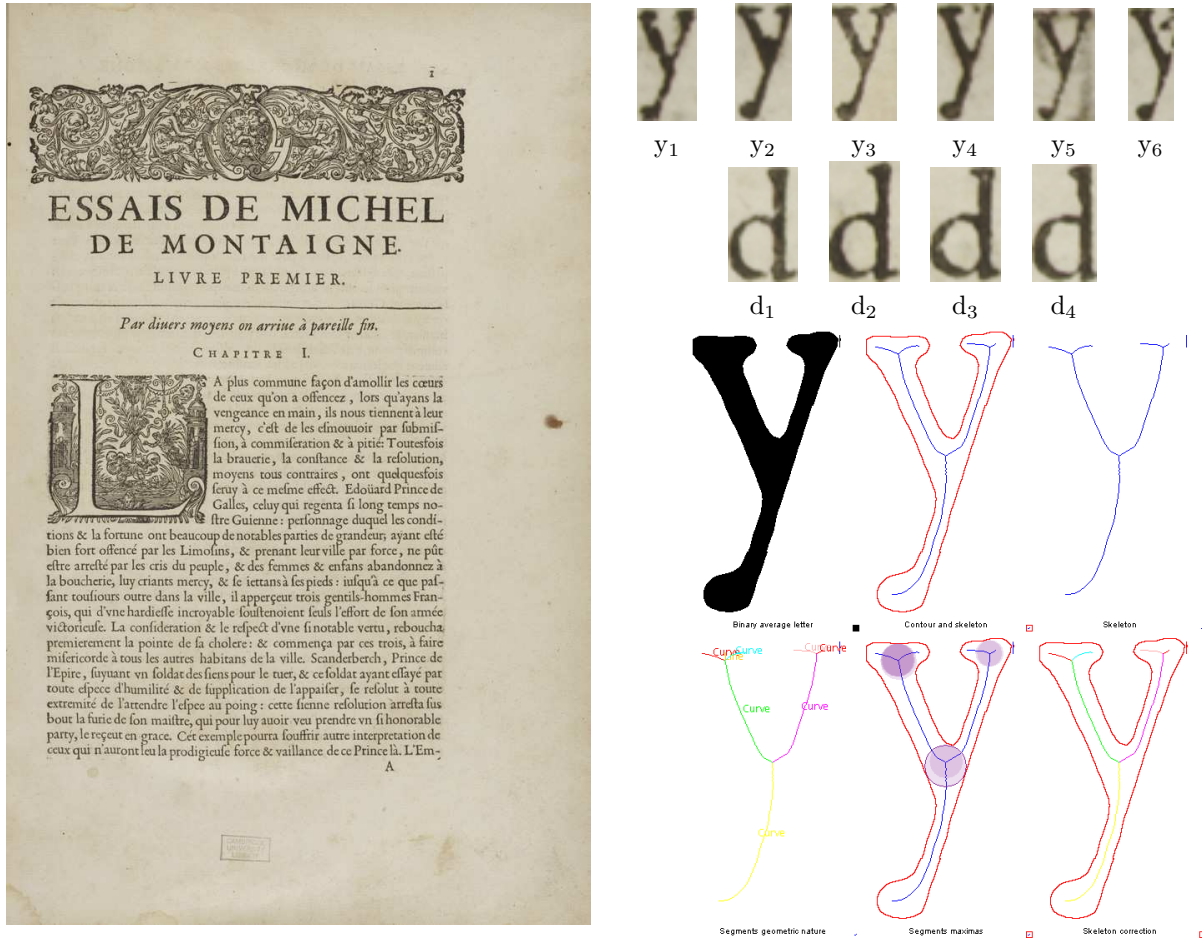 1
ESSAIS DE MICHEL
DE MONTAIGNE.
LIVRE PREMIER.
Par diuers moyens on arriue à pareille fin.
CHAPITRE I.
LA plus commune façon d'amollir les cœurs
de ceux qu'on a offencez, lors qu'ayans la
vengeance en main, ils nous tiennent à leur
mercy, c'eſt de les eſmouuoir par submiſ-
ſion, à commiſeration & à pitié: Toutesfois
la brauerie, la conſtance & la reſolution,
moyens tous contraires, ont quelquesfois
ſeruy à ce meſme effect. Edoüard Prince de
Galles, celuy qui regenta ſi long temps no-
ſtre Guienne: personnage duquel les condi-
tions & la fortune ont beaucoup de notables parties de grandeur, ayant eſté
bien fort offencé par les Limoſins, & prenant leur ville par force, ne pût
eſtre arreſté par les cris du peuple, & des femmes & enfans abandonnez à
la boucherie, luy criants mercy, & ſe iettans à ſes pieds: iuſqu'à ce que paſ-
ſant touſiours outre dans la ville, il apperçeut trois gentils-hommes Fran-
çois, qui d'vne hardieſſe incroyable ſouſtenoient ſeuls l'effort de ſon armée
victorieuſe. La conſideration & le reſpect d'vne ſi notable vertu, reboucha
premierement la pointe de ſa cholere: & commença par ces trois, à faire
miſericorde à tous les autres habitans de la ville. Scanderberch, Prince de
l'Epire, ſuyuant vn ſoldat des ſiens pour le tuer, & ce ſoldat ayant eſſayé par
toute eſpece d'humilité & de ſupplication de l'appaiſer, ſe reſolut à toute
extremité de l'attendre l'eſpee au poing: cette ſienne reſolution arreſta ſus
bout la furie de ſon maiſtre, qui pour luy auoir veu prendre vn ſi honorable
party, le reçeut en grace. Cét exemple pourra ſouffrir autre interpretation de
ceux qui n'auront leu la prodigieuſe force & vaillance de ce Prince là. L'Em-
A
y1 y2 y3 y4 y5 y6
d1 d2 d3 d4
Binary average letter
Contour and skeleton
Skeleton
Curve
Curve
Curve
Curve
Curve
Curve
Curve
Segments geometric nature
Segments maximas
Skeleton correction